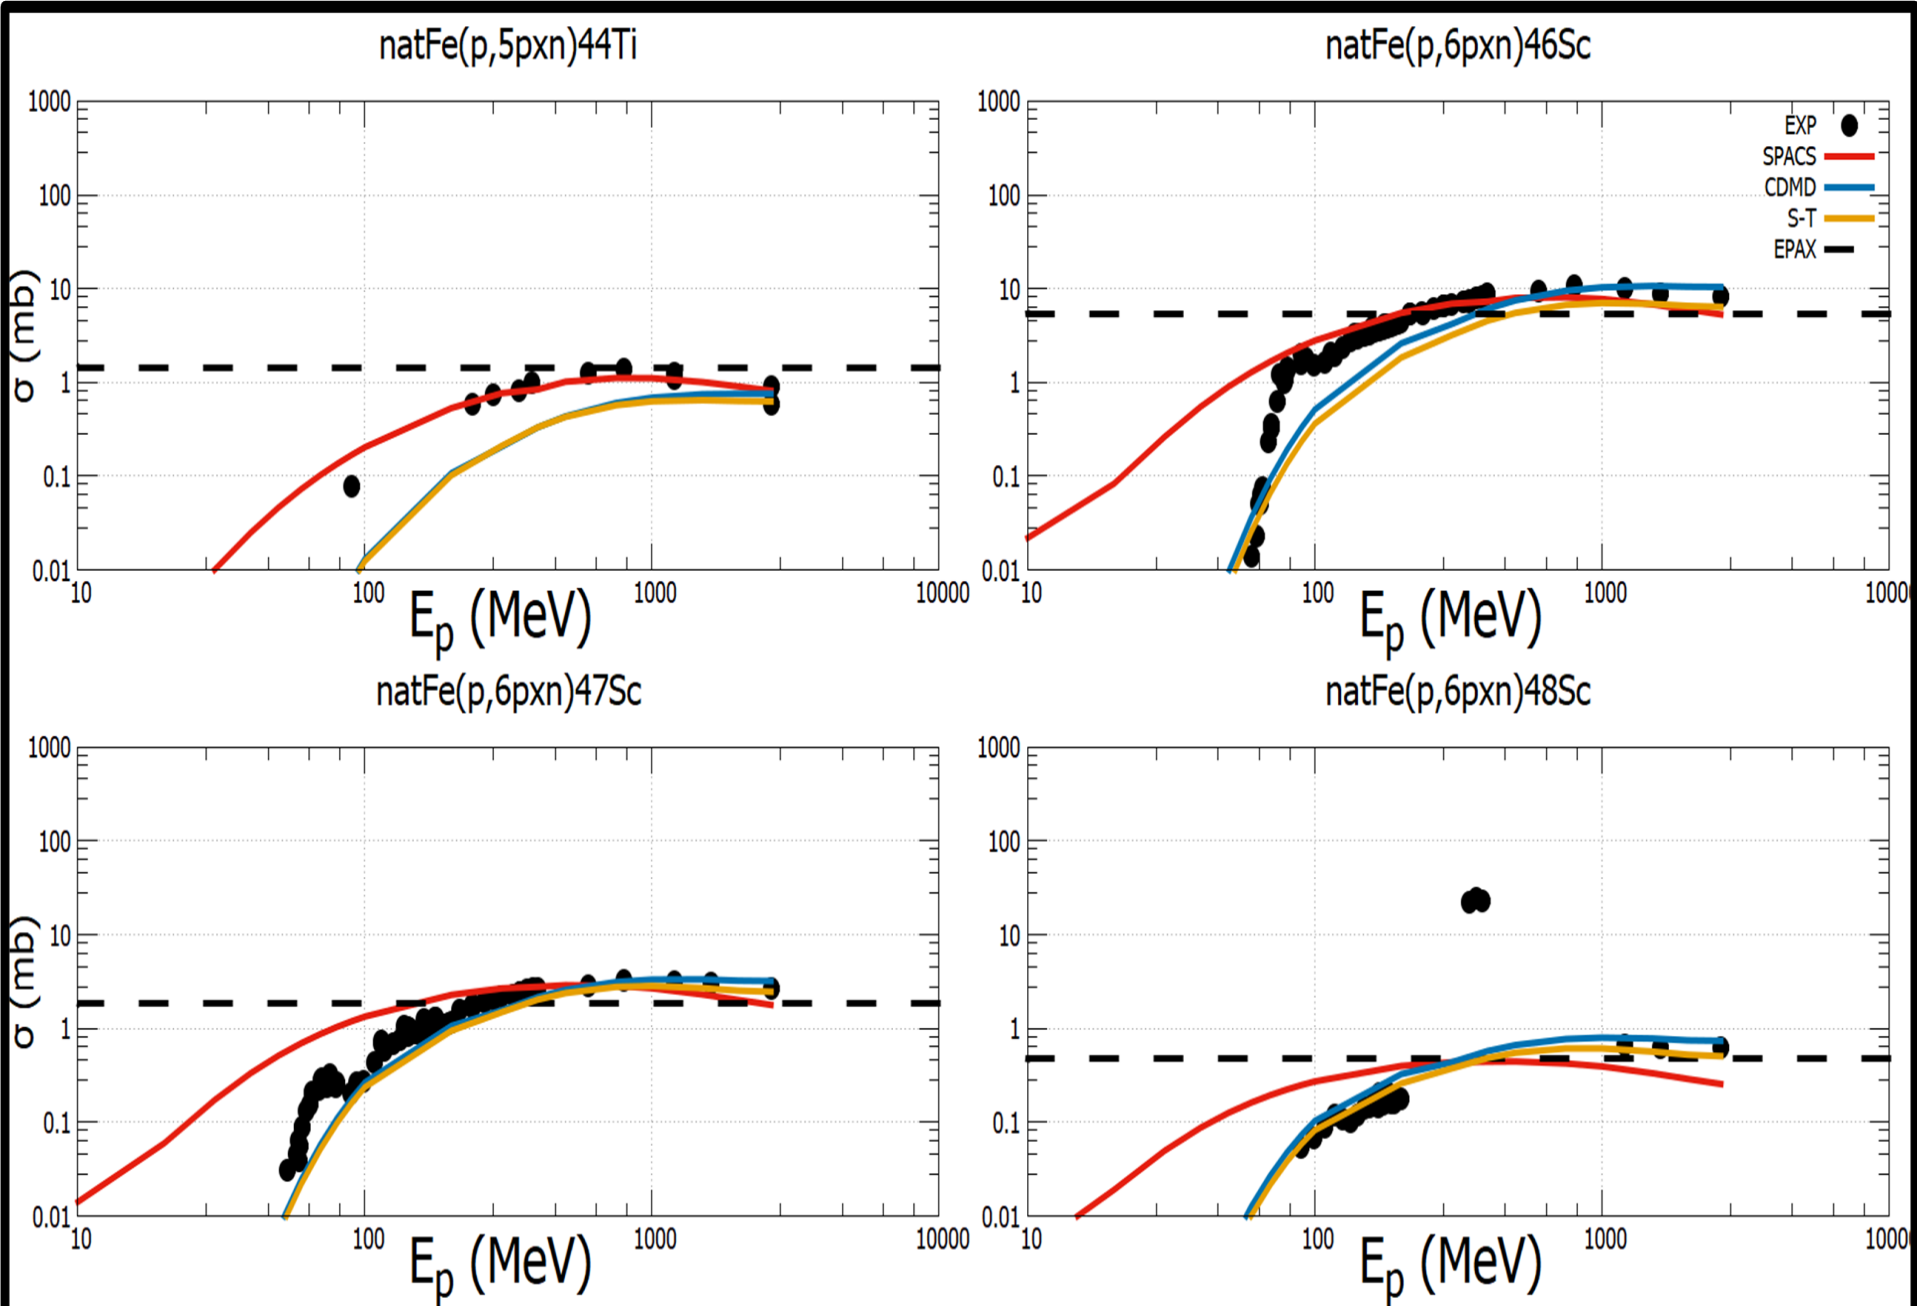 natFe(p,5pxn)44Ti
1000
100
10
1
0.1
0.01
σ (mb)
10 100 1000 10000
Ep (MeV)
natFe(p,6pxn)46Sc
1000
100
10
1
0.1
0.01
EXP
SPACS
CDMD
S-T
EPAX
10 100 1000 10000
Ep (MeV)
natFe(p,6pxn)47Sc
1000
100
10
1
0.1
0.01
σ (mb)
10 100 1000 10000
Ep (MeV)
natFe(p,6pxn)48Sc
1000
100
10
1
0.1
0.01
10 100 1000 10000
Ep (MeV)